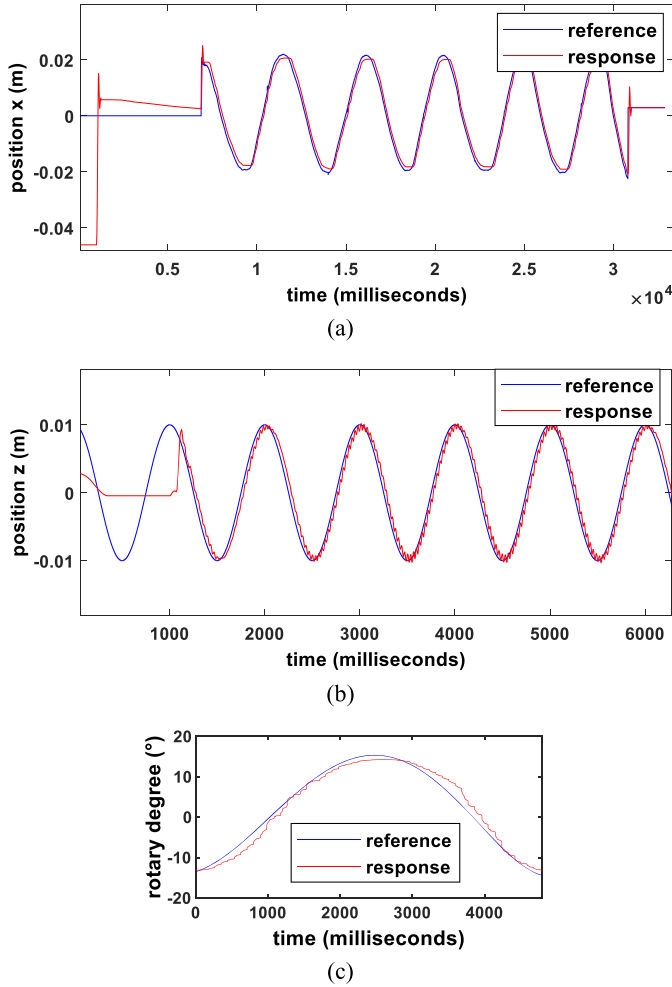 reference
response
0.02
0
-0.02
-0.04
position x (m)
0.5 1 1.5 2 2.5 3
time (milliseconds)
×10⁴
(a)
reference
response
0.01
0
-0.01
position z (m)
1000 2000 3000 4000 5000 6000
time (milliseconds)
(b)
20
10
0
-10
-20
rotary degree (°)
reference
response
0 1000 2000 3000 4000
time (milliseconds)
(c)